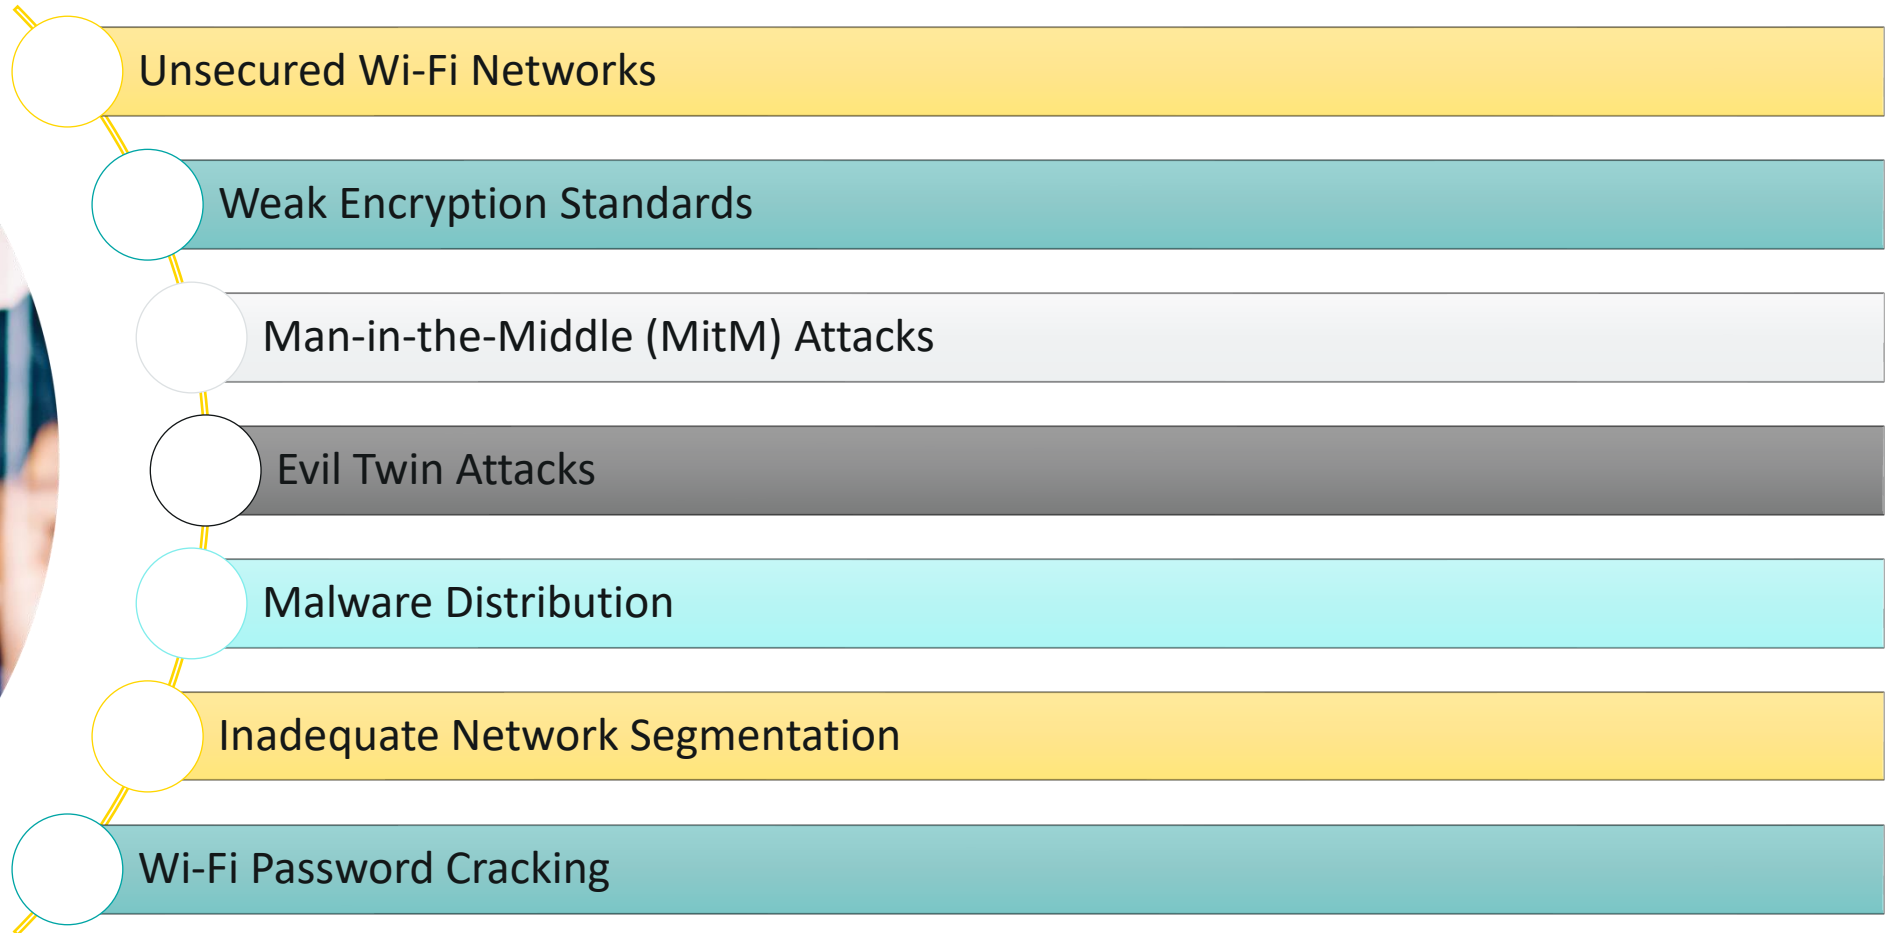 Unsecured Wi-Fi Networks
Weak Encryption Standards
Man-in-the-Middle (MitM) Attacks
Evil Twin Attacks
Malware Distribution
Inadequate Network Segmentation
Wi-Fi Password Cracking